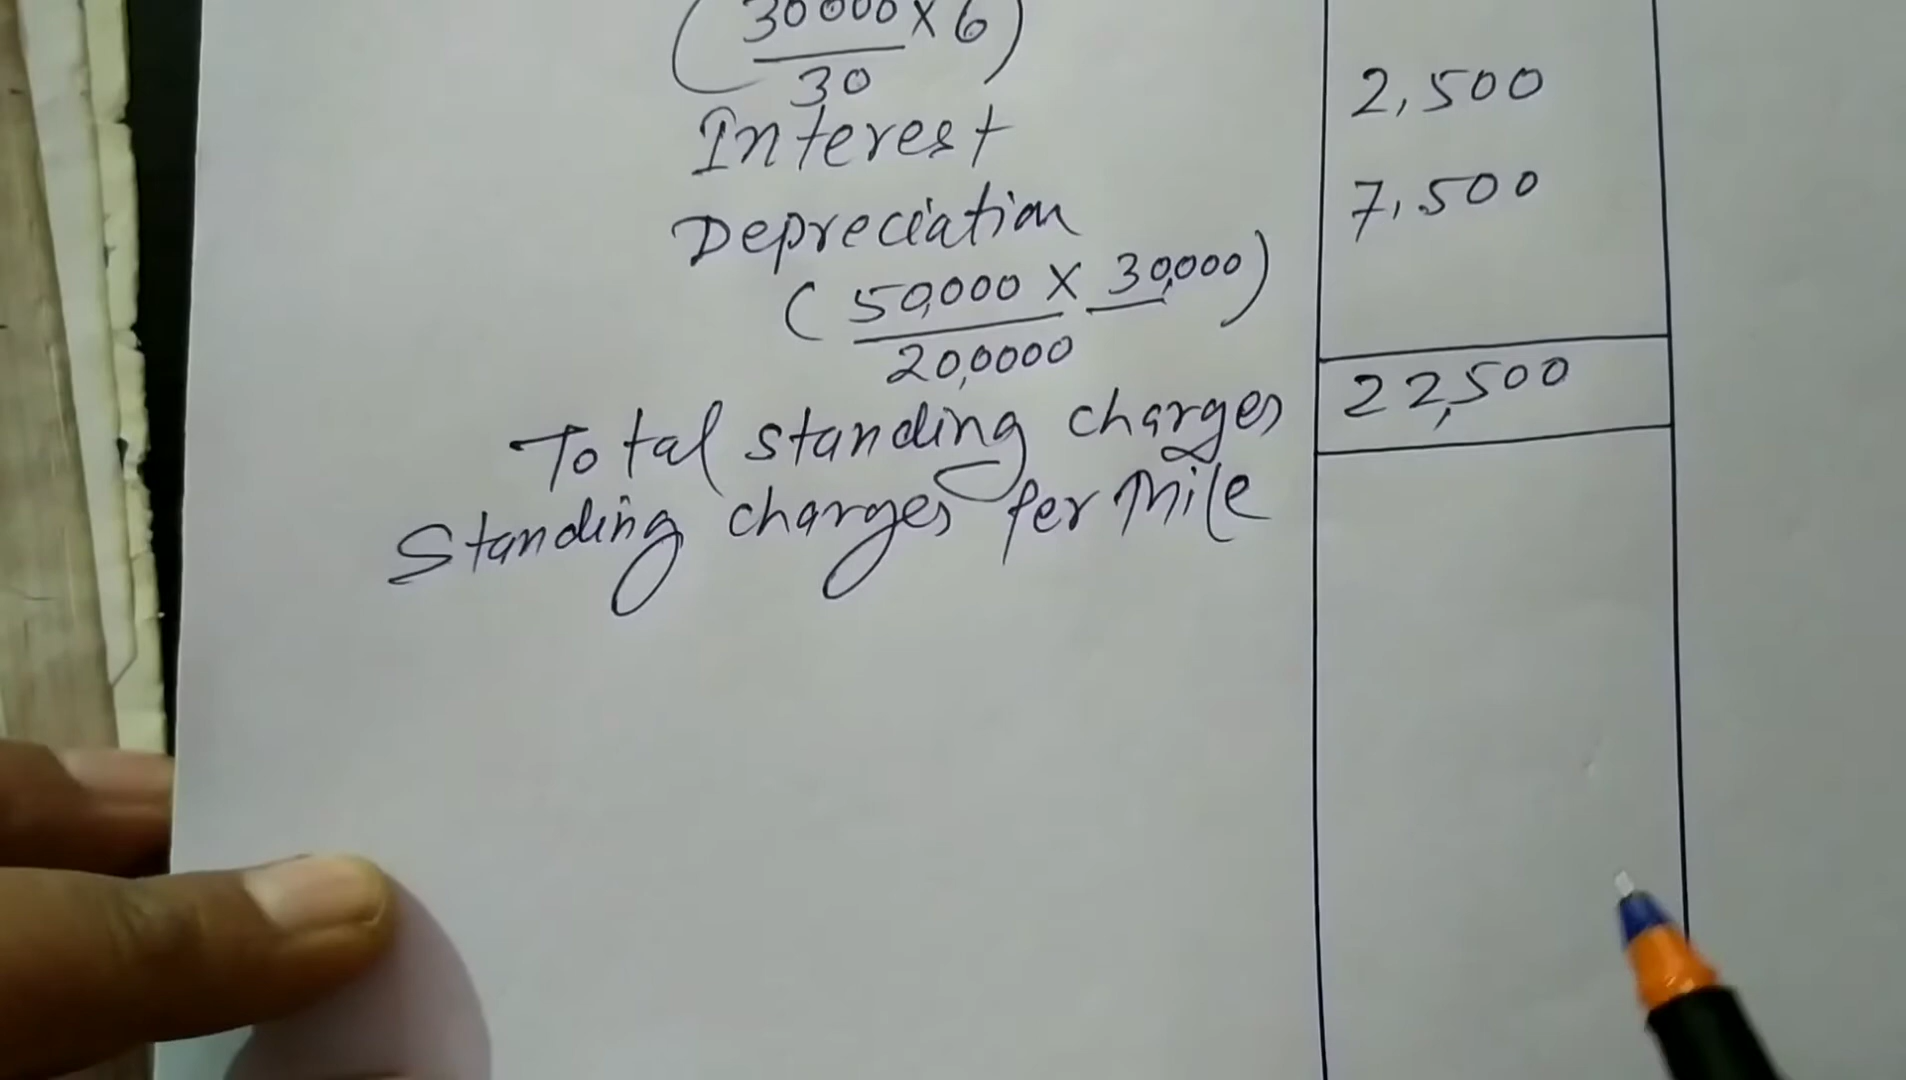 (30000 × 6)
30
2,500
Interest
7,500
Depreciation
(50,000 × 30,000)
20,0000
Total standing charges 22,500
Standing charges per mile